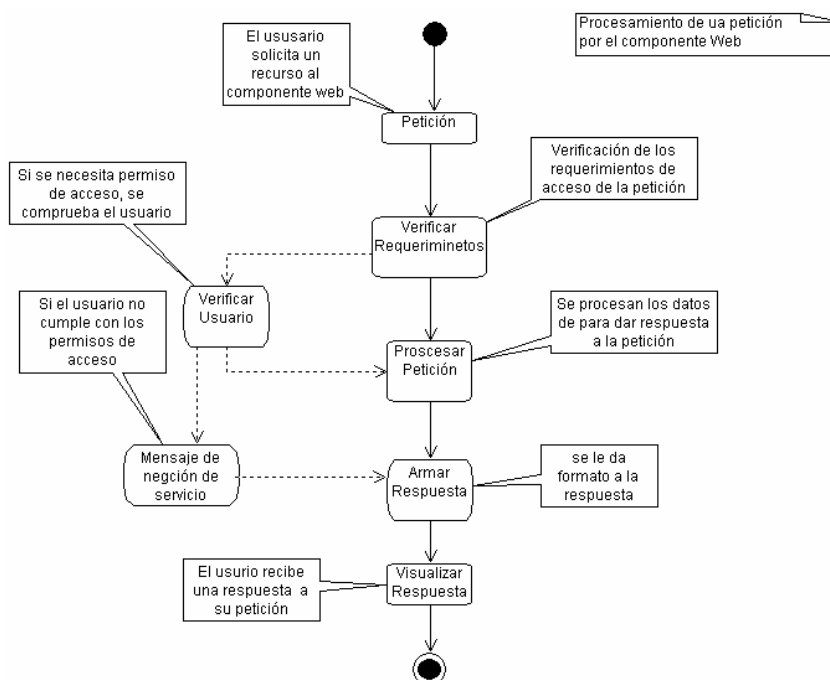 Procesamiento de ua petición
por el componente Web
El ususario
solicita un
recurso al
componente web
Petición
Verificación de los
requerimientos de
acceso de la petición
Si se necesita permiso
de acceso, se
comprueba el usuario
Verificar
Requeriminetos
Verificar
Usuario
Si el usuario no
cumple con los
permisos de
acceso
Se procesan los datos
de para dar respuesta
a la petición
Proscesar
Petición
Mensaje de
negción de
servicio
Armar
Respuesta
se le da
formato a la
respuesta
El usurio recibe
una respuesta a
su petición
Visualizar
Respuesta